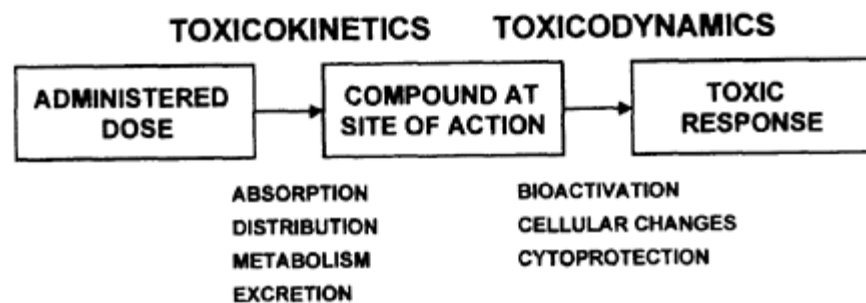 TOXICOKINETICS TOXICODYNAMICS
ADMINISTERED
DOSE
COMPOUND AT
SITE OF ACTION
TOXIC
RESPONSE
ABSORPTION
DISTRIBUTION
METABOLISM
EXCRETION
BIOACTIVATION
CELLULAR CHANGES
CYTOPROTECTION